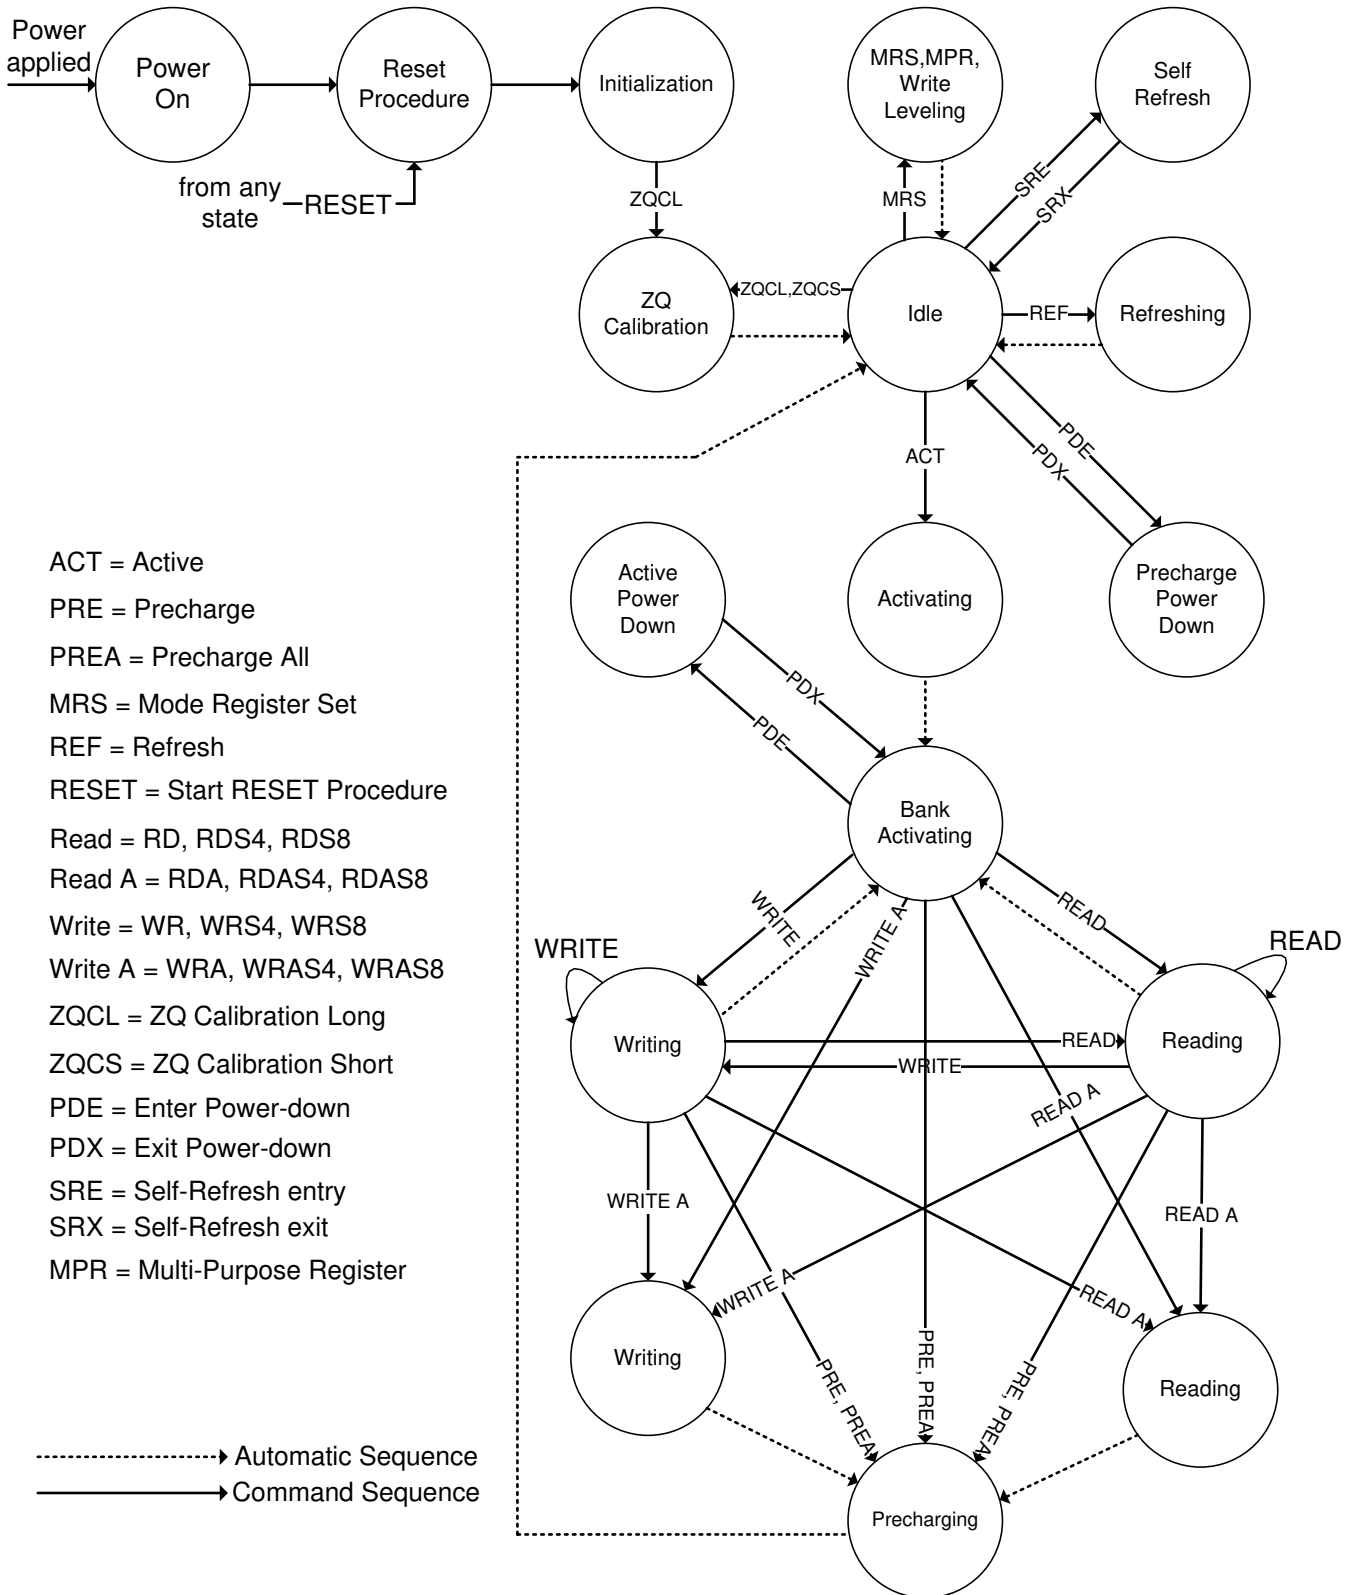 Power
applied
Power
On
Reset
Procedure
Initialization
MRS,MPR,
Write
Leveling
Self
Refresh
from any
state
RESET
ZQCL
MRS
SRE
SRX
ZQ
Calibration
ZQCL,ZQCS
Idle
REF
Refreshing
ACT
PDE
PDX
Active
Power
Down
Activating
Precharge
Power
Down
PDX
PDE
Bank
Activating
ACT = Active
PRE = Precharge
PREA = Precharge All
MRS = Mode Register Set
REF = Refresh
RESET = Start RESET Procedure
Read = RD, RDS4, RDS8
Read A = RDA, RDAS4, RDAS8
Write = WR, WRS4, WRS8
Write A = WRA, WRAS4, WRAS8
ZQCL = ZQ Calibration Long
ZQCS = ZQ Calibration Short
PDE = Enter Power-down
PDX = Exit Power-down
SRE = Self-Refresh entry
SRX = Self-Refresh exit
MPR = Multi-Purpose Register
WRITE
WRITE A
READ
WRITE
READ
Writing
READ
WRITE
Reading
READ A
WRITE A
READ A
WRITE A
READ A
Writing
PRE, PREA
PRE, PREA
PRE, PREA
Reading
Precharging
Automatic Sequence
Command Sequence